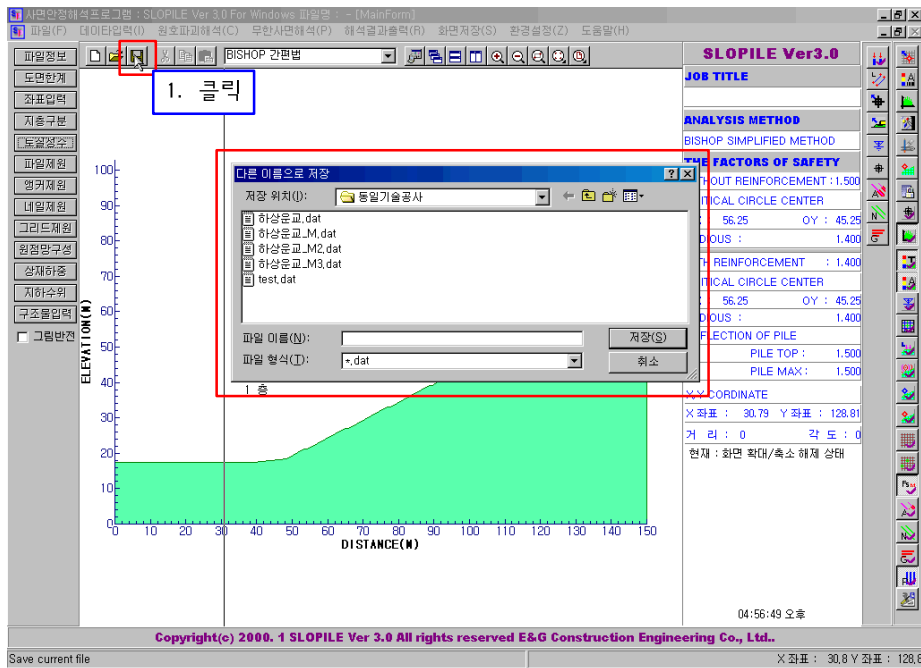 사면안정해석프로그램 : SLOPILE Ver 3,0 For Windows 파일명 : - [MainForm]
파일(F) 데이타입력(I) 원호파괴해석(C) 무한사면해석(P) 해석결과출력(R) 화면저장(S) 환경설정(Z) 도움말(H)
BISHOP 간편법
1. 클릭
파일정보
도면한계
좌표입력
지층구분
토질정수
파일제원
앵커제원
네일제원
그리드제원
원점망구성
상재하중
지하수위
구조물입력
그림반전
다른 이름으로 저장
저장 위치(I):
동일기술공사
하상운교,dat
하상운교_M,dat
하상운교_M2,dat
하상운교_M3,dat
test,dat
파일 이름(N):
저장(S)
파일 형식(T):
*,dat
취소
1 층
ELEVATION(M)
100
90
80
70
60
50
40
30
20
10
0
0 10 20 30 40 50 60 70 80 90 100 110 120 130 140 150
DISTANCE(M)
SLOPILE Ver3.0
JOB TITLE
ANALYSIS METHOD
BISHOP SIMPLIFIED METHOD
THE FACTORS OF SAFETY
THOUT REINFORCEMENT : 1.500
TICAL CIRCLE CENTER
: 56.25 OY : 45.25
DIOUS : 1.400
TH REINFORCEMENT : 1.400
TICAL CIRCLE CENTER
: 56.25 OY : 45.25
DIOUS : 1.400
FLECTION OF PILE
PILE TOP : 1.500
PILE MAX : 1.500
X,Y CORDINATE
X 좌표 : 30.79 Y 좌표 : 128.81
거 리 : 0 각 도 : 0
현재 : 화면 확대/축소 해제 상태
04:56:49 오후
Copyright(c) 2000. 1 SLOPILE Ver 3.0 All rights reserved E&G Construction Engineering Co., Ltd..
Save current file
X 좌표 : 30,8 Y 좌표 : 128,8